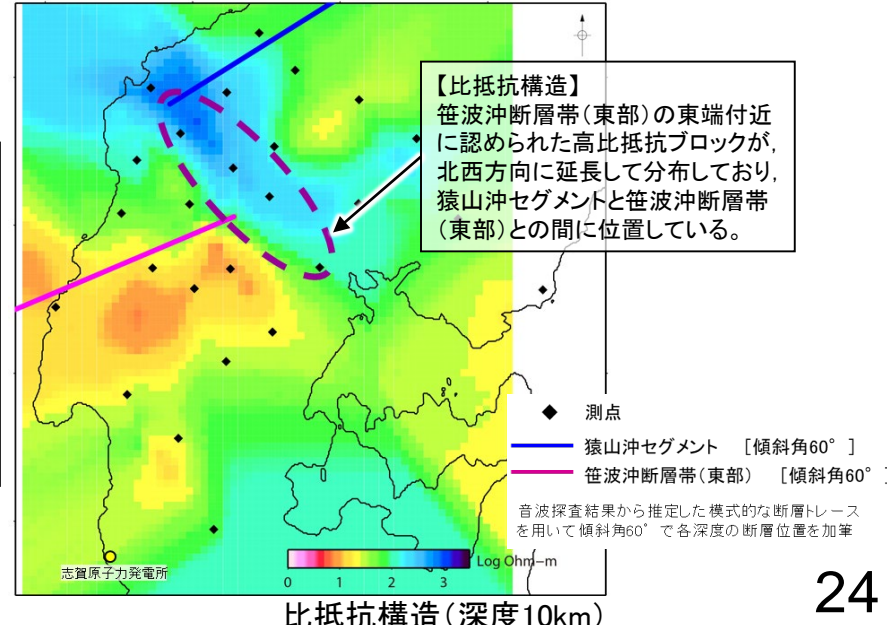 【比抵抗構造】
笹波沖断層帯(東部)の東端付近
に認められた高比抵抗ブロックが,
北西方向に延長して分布しており,
猿山沖セグメントと笹波沖断層帯
(東部)との間に位置している。
測点
猿山沖セグメント [傾斜角60°]
笹波沖断層帯(東部) [傾斜角60°]
音波探査結果から推定した模式的な断層トレース
を用いて傾斜角60°で各深度の断層位置を加筆
志賀原子力発電所
Log Ohm-m
0 1 2 3
比抵抗構造(深度10km)
24